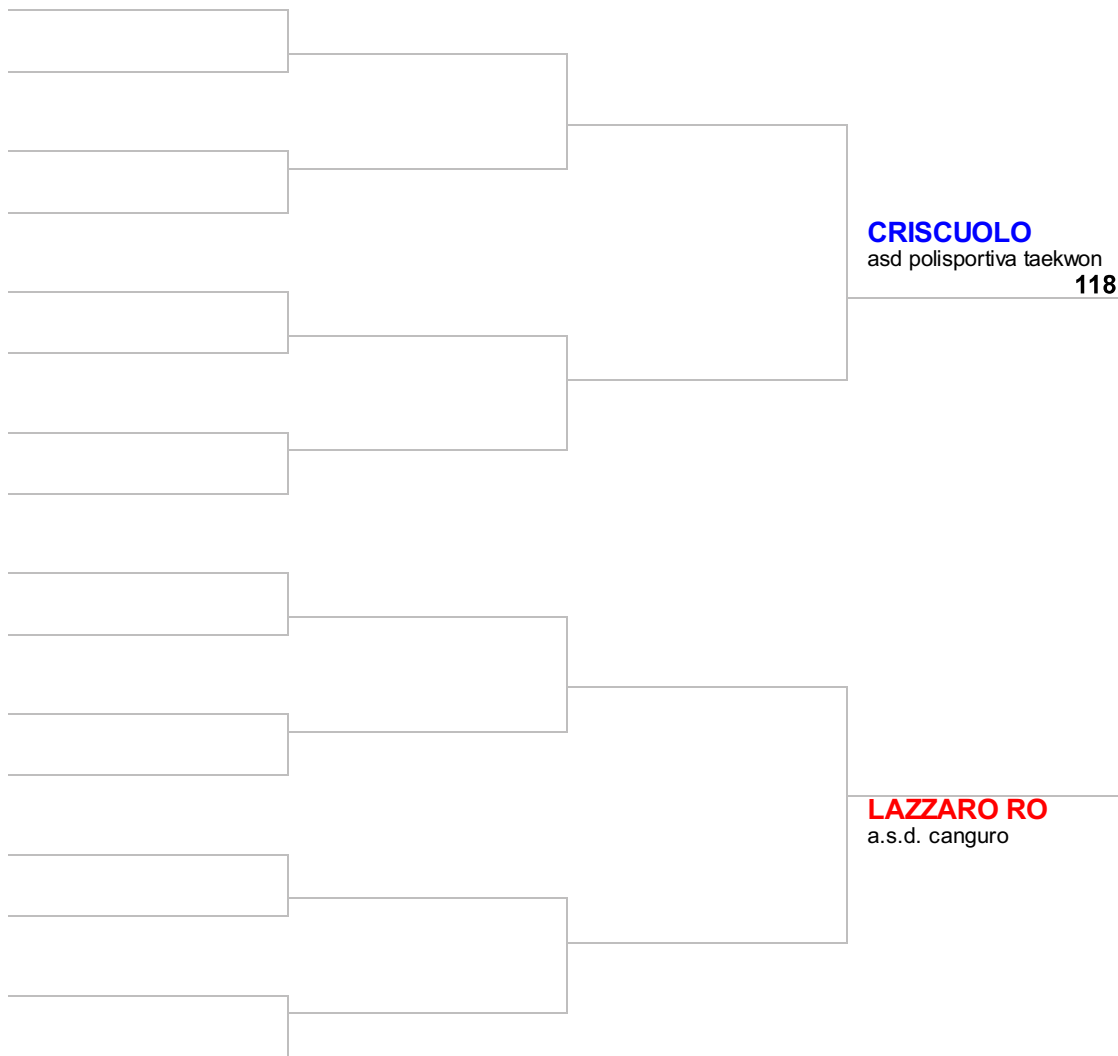 CRISCUOLO
asd polisportiva taekwon
118
LAZZARO RO
a.s.d. canguro